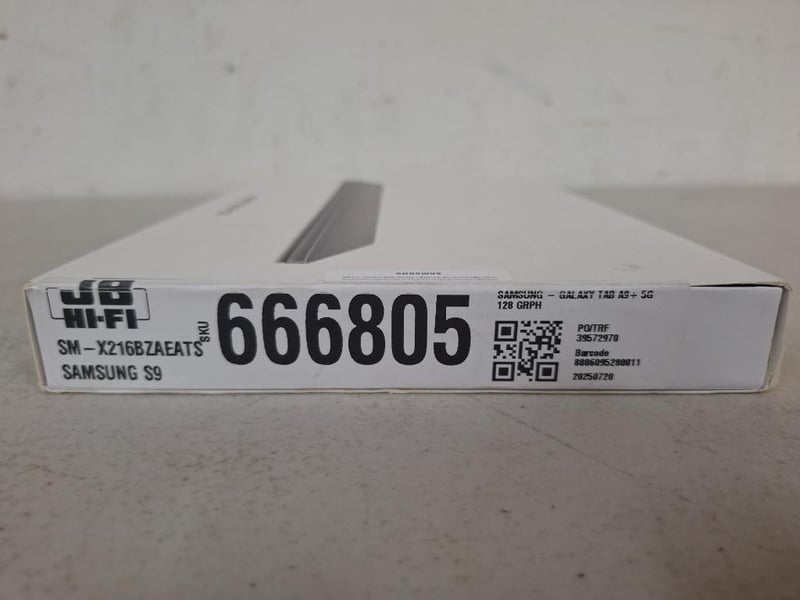 JB
HI-FI
SM-X216BZAEATS
SAMSUNG S9
SKU
666805
SAMSUNG - GALAXY TAB A9+ 5G
128 GRPH
PO/TRF
39572970
Barcode
8806095280011
20250720
SAMSUNG